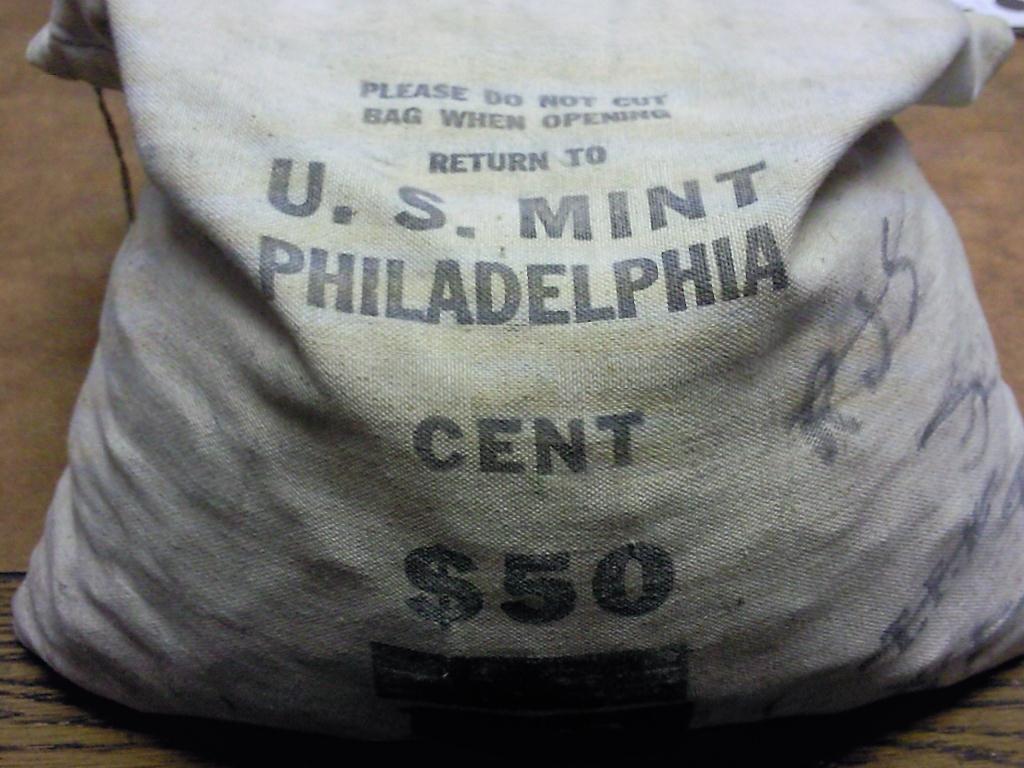 PLEASE DO NOT CUT
BAG WHEN OPENING
RETURN TO
U. S. MINT
PHILADELPHIA
CENT
$50